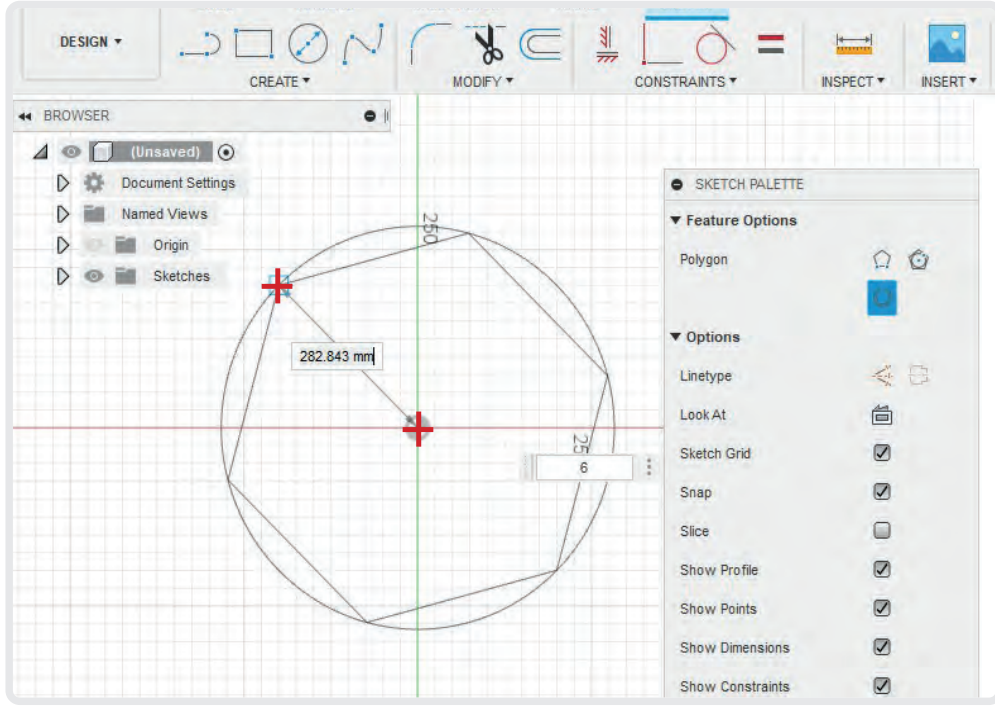 DESIGN ▾
CREATE ▾
MODIFY ▾
CONSTRAINTS ▾
INSPECT ▾
INSERT ▾
BROWSER
(Unsaved)
Document Settings
Named Views
Origin
Sketches
250
282.843 mm
25
6
SKETCH PALETTE
Feature Options
Polygon
Options
Linetype
Look At
Sketch Grid
Snap
Slice
Show Profile
Show Points
Show Dimensions
Show Constraints